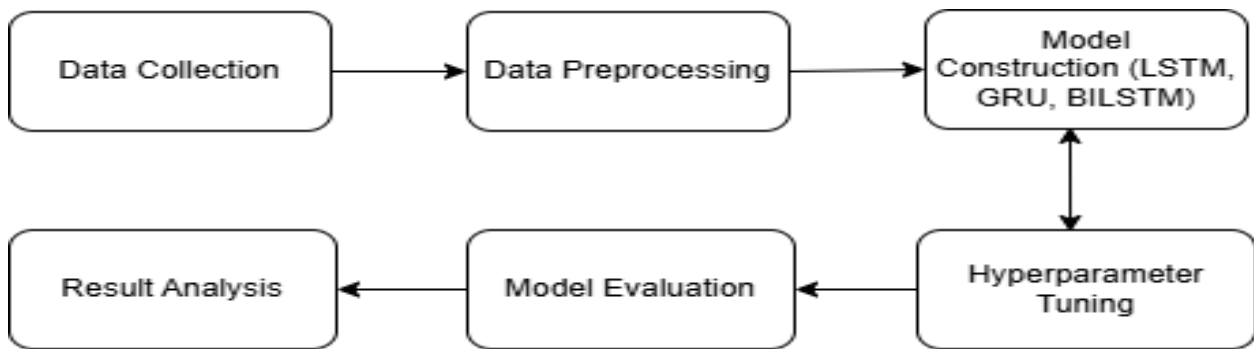 Data Collection
Data Preprocessing
Model
Construction (LSTM,
GRU, BILSTM)
Hyperparameter
Tuning
Model Evaluation
Result Analysis